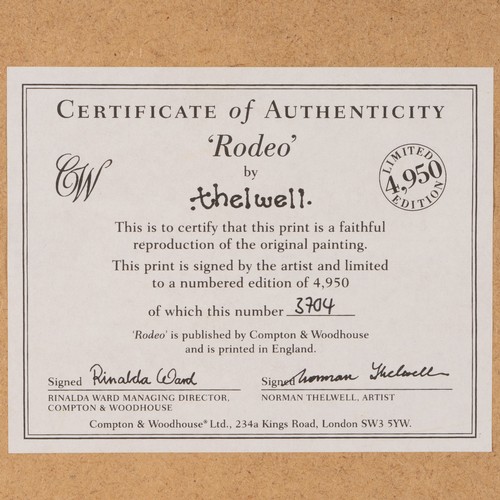 CERTIFICATE of AUTHENTICITY
'Rodeo'
by
thelwell.
CW
LIMITED
4,950
EDITION
This is to certify that this print is a faithful
reproduction of the original painting.
This print is signed by the artist and limited
to a numbered edition of 4,950
of which this number 3704
'Rodeo' is published by Compton & Woodhouse
and is printed in England.
Signed Rinalda Ward
RINALDA WARD MANAGING DIRECTOR,
COMPTON & WOODHOUSE
Signed Norman Thelwell
NORMAN THELWELL, ARTIST
Compton & Woodhouse® Ltd., 234a Kings Road, London SW3 5YW.